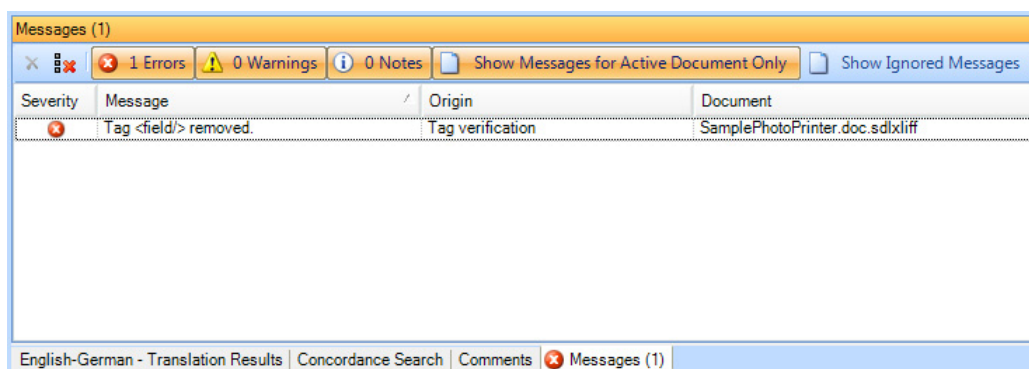 Messages (1)
1 Errors 0 Warnings 0 Notes Show Messages for Active Document Only Show Ignored Messages
Severity Message Origin Document
Tag <field/> removed. Tag verification SamplePhotoPrinter.doc.sdlxliff
English-German - Translation Results Concordance Search Comments Messages (1)